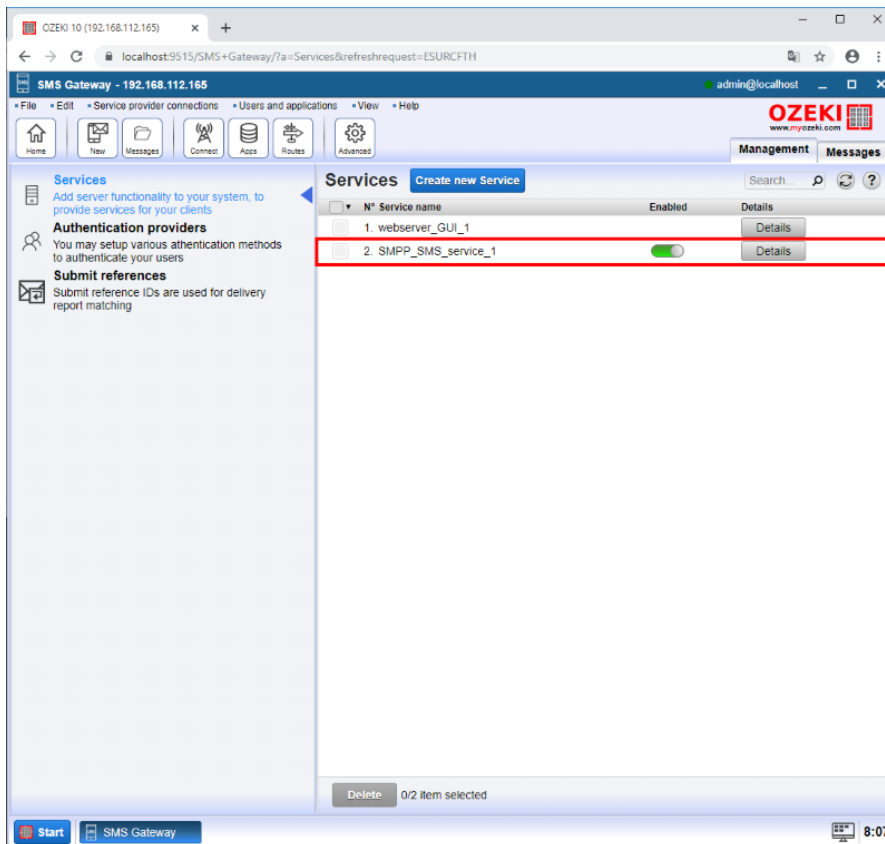 OZEKI 10 (192.168.112.165)
localhost:9515/SMS+Gateway/?a=Services&refreshrequest=ESURCFTH
SMS Gateway - 192.168.112.165
admin@localhost
File Edit Service provider connections Users and applications View Help
OZEKI
www.myozeki.com
Home New Messages Connect Apps Routes Advanced
Management Messages
Services
Add server functionality to your system, to
provide services for your clients
Authentication providers
You may setup various athentication methods
to authenticate your users
Submit references
Submit reference IDs are used for delivery
report matching
Services Create new Service Search...
N° Service name Enabled Details
1. webserver_GUI_1 Details
2. SMPP_SMS_service_1 Details
Delete 0/2 item selected
Start SMS Gateway 8:07